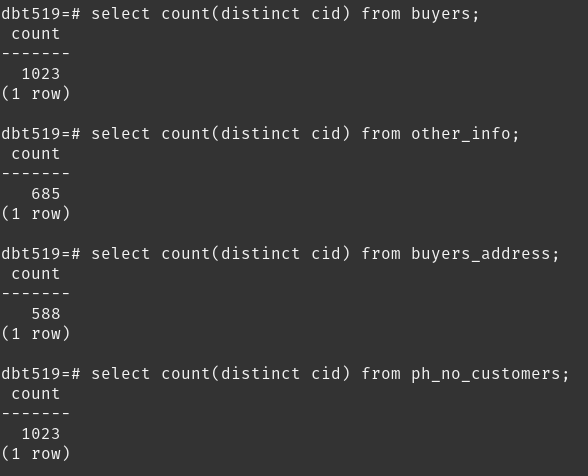 dbt519=# select count(distinct cid) from buyers;
 count
-------
  1023
(1 row)

dbt519=# select count(distinct cid) from other_info;
 count
-------
   685
(1 row)

dbt519=# select count(distinct cid) from buyers_address;
 count
-------
   588
(1 row)

dbt519=# select count(distinct cid) from ph_no_customers;
 count
-------
  1023
(1 row)